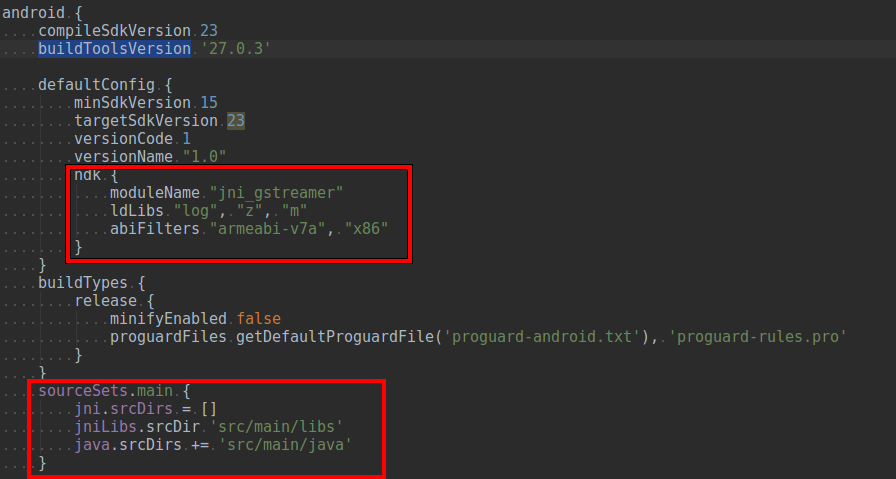 android {
    compileSdkVersion 23
    buildToolsVersion '27.0.3'

    defaultConfig {
        minSdkVersion 15
        targetSdkVersion 23
        versionCode 1
        versionName "1.0"
        ndk {
            moduleName "jni_gstreamer"
            ldLibs "log", "z", "m"
            abiFilters "armeabi-v7a", "x86"
        }
    }
    buildTypes {
        release {
            minifyEnabled false
            proguardFiles getDefaultProguardFile('proguard-android.txt'), 'proguard-rules.pro'
        }
    }
    sourceSets.main {
        jni.srcDirs = []
        jniLibs.srcDir 'src/main/libs'
        java.srcDirs += 'src/main/java'
    }